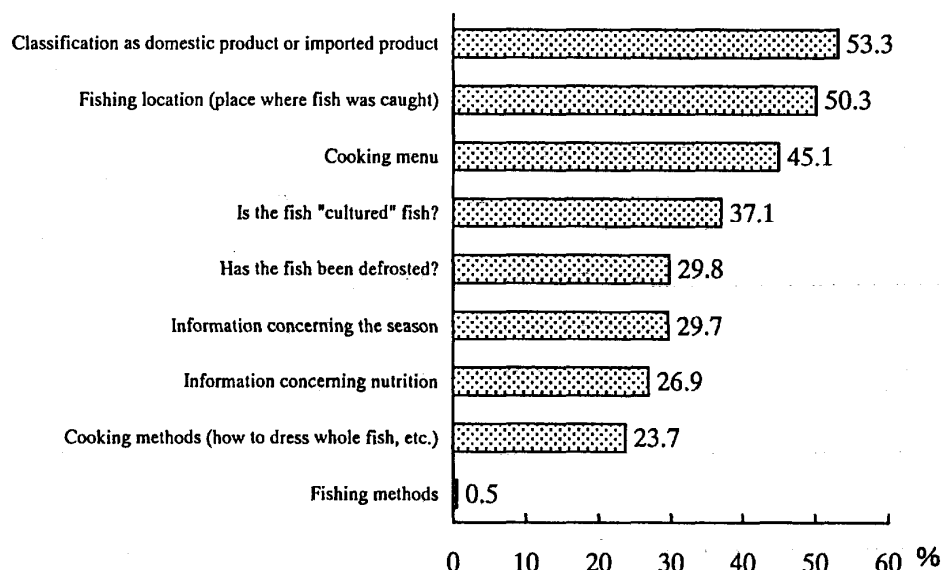 Classification as domestic product or imported product 53.3
Fishing location (place where fish was caught) 50.3
Cooking menu 45.1
Is the fish "cultured" fish? 37.1
Has the fish been defrosted? 29.8
Information concerning the season 29.7
Information concerning nutrition 26.9
Cooking methods (how to dress whole fish, etc.) 23.7
Fishing methods 0.5
0 10 20 30 40 50 60 %